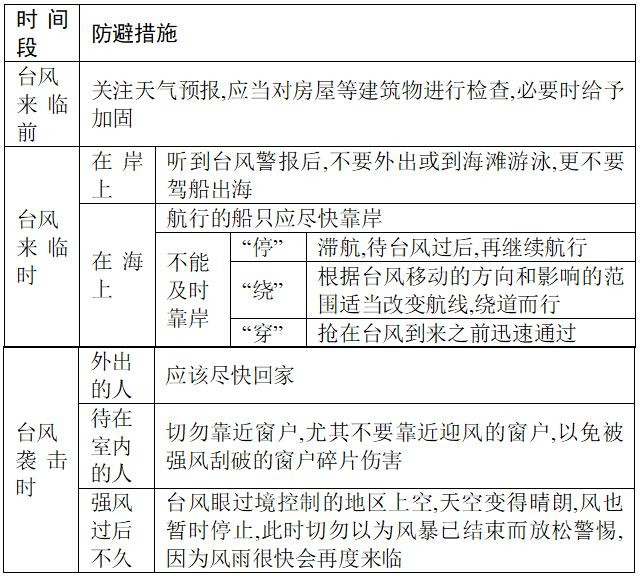 时间
段
防避措施
台风
来临
前
关注天气预报,应当对房屋等建筑物进行检查,必要时给予
加固
台风
来临
时
在岸
上
听到台风警报后,不要外出或到海滩游泳,更不要
驾船出海
在海
上
航行的船只应尽快靠岸
不能
及时
靠岸
“停”
滞航,待台风过后,再继续航行
“绕”
根据台风移动的方向和影响的范
围适当改变航线,绕道而行
“穿”
抢在台风到来之前迅速通过
台风
袭击
时
外出
的人
应该尽快回家
待在
室内
的人
切勿靠近窗户,尤其不要靠近迎风的窗户,以免被
强风刮破的窗户碎片伤害
强风
过后
不久
台风眼过境控制的地区上空,天空变得晴朗,风也
暂时停止,此时切勿以为风暴已结束而放松警惕,
因为风雨很快会再度来临